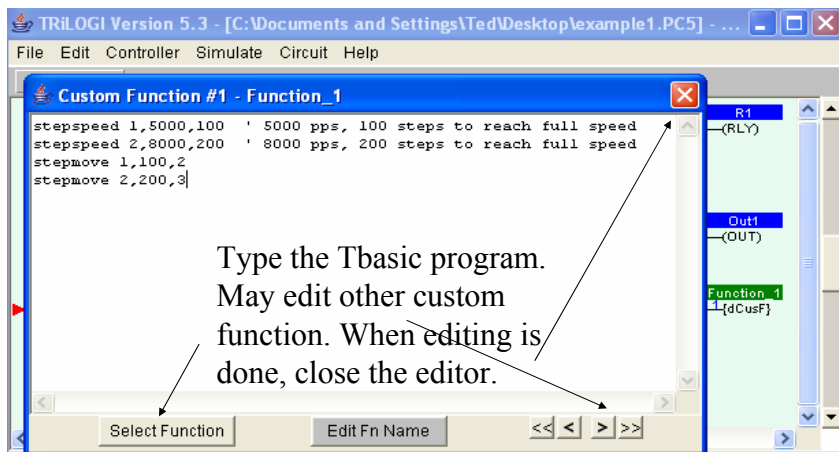 TRiLOGI Version 5.3 - [C:\Documents and Settings\Ted\Desktop\example1.PC5] - ...
File Edit Controller Simulate Circuit Help
Custom Function #1 - Function_1
stepspeed 1,5000,100 ' 5000 pps, 100 steps to reach full speed
stepspeed 2,8000,200 ' 8000 pps, 200 steps to reach full speed
stepmove 1,100,2
stepmove 2,200,3
R1
(RLY)
Out1
(OUT)
Function_1
1 {dCusF}
Type the Tbasic program.
May edit other custom
function. When editing is
done, close the editor.
Select Function Edit Fn Name << < > >>